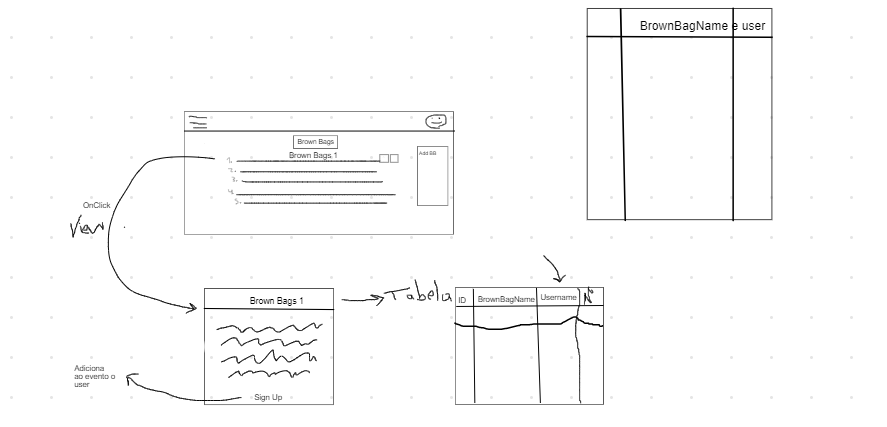 BrownBagName e user
Brown Bags
Brown Bags 1
1.
2.
3.
4.
5.
Add BB
OnClick
View
Brown Bags 1
Sign Up
Adiciona
ao evento o
user
Tabela
ID BrownBagName Username Nº